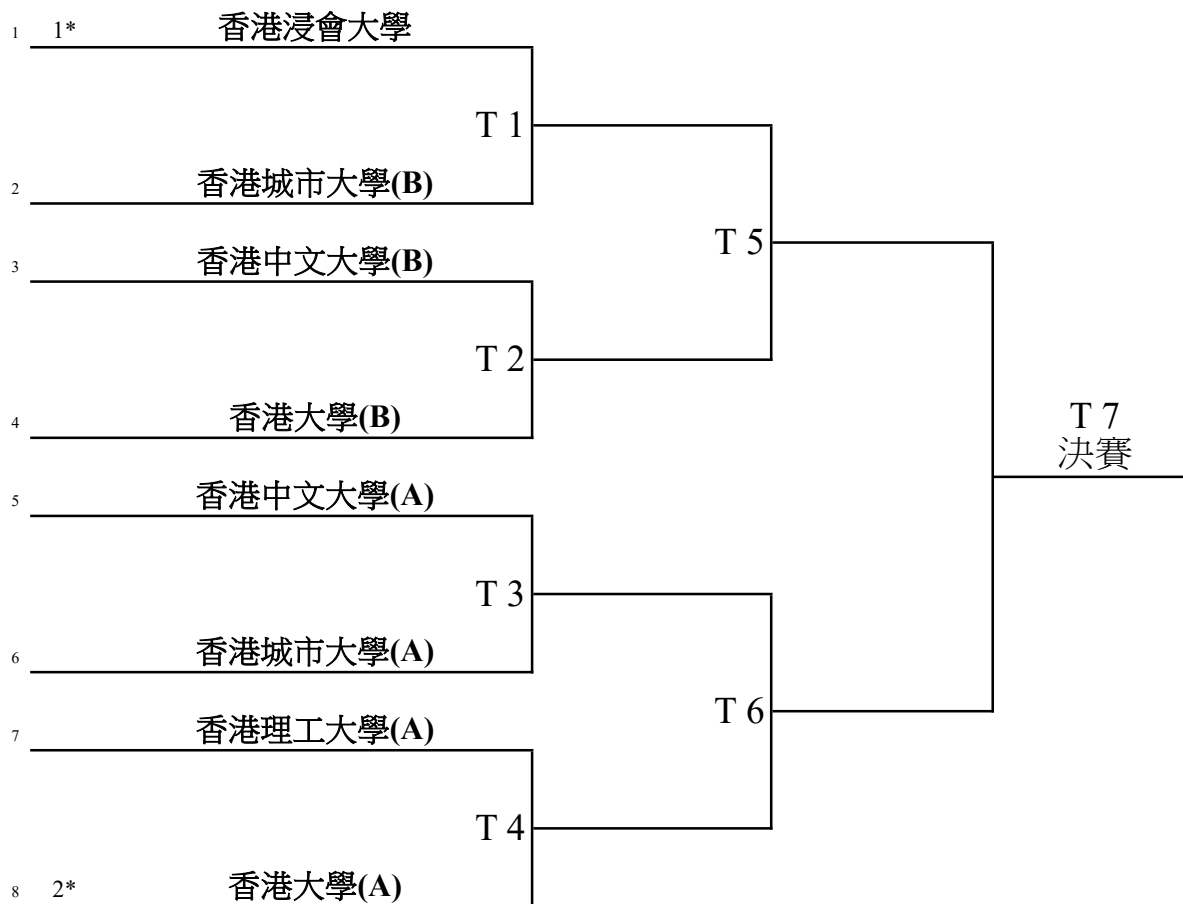 1 1* 香港浸會大學
T 1
2 香港城市大學(B)
T 5
3 香港中文大學(B)
T 2
4 香港大學(B)
T 7
決賽
5 香港中文大學(A)
T 3
6 香港城市大學(A)
T 6
7 香港理工大學(A)
T 4
8 2* 香港大學(A)